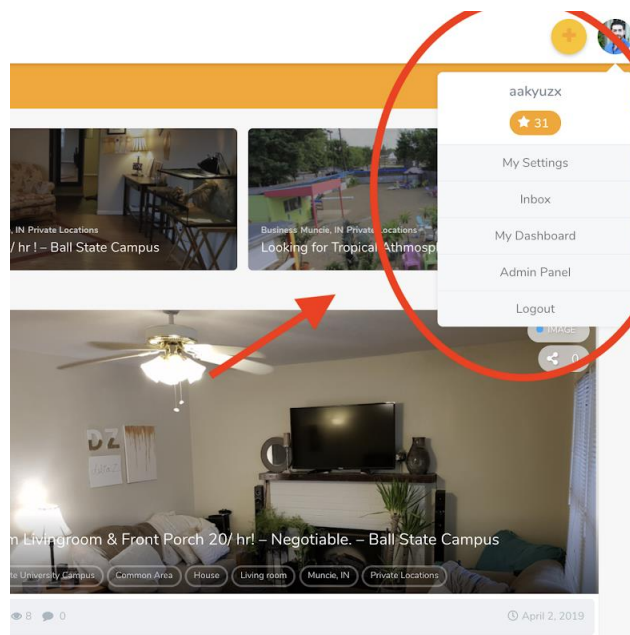 aakyuzx
31
My Settings
Inbox
My Dashboard
Admin Panel
Logout
, IN Private Locations
/ hr ! – Ball State Campus
Business Muncie, IN Private Locations
Looking for Tropical Athmosp
IMAGE
0
DZ
m Livingroom & Front Porch 20/ hr! – Negotiable. – Ball State Campus
te University Campus
Common Area
House
Living room
Muncie, IN
Private Locations
8
0
April 2, 2019